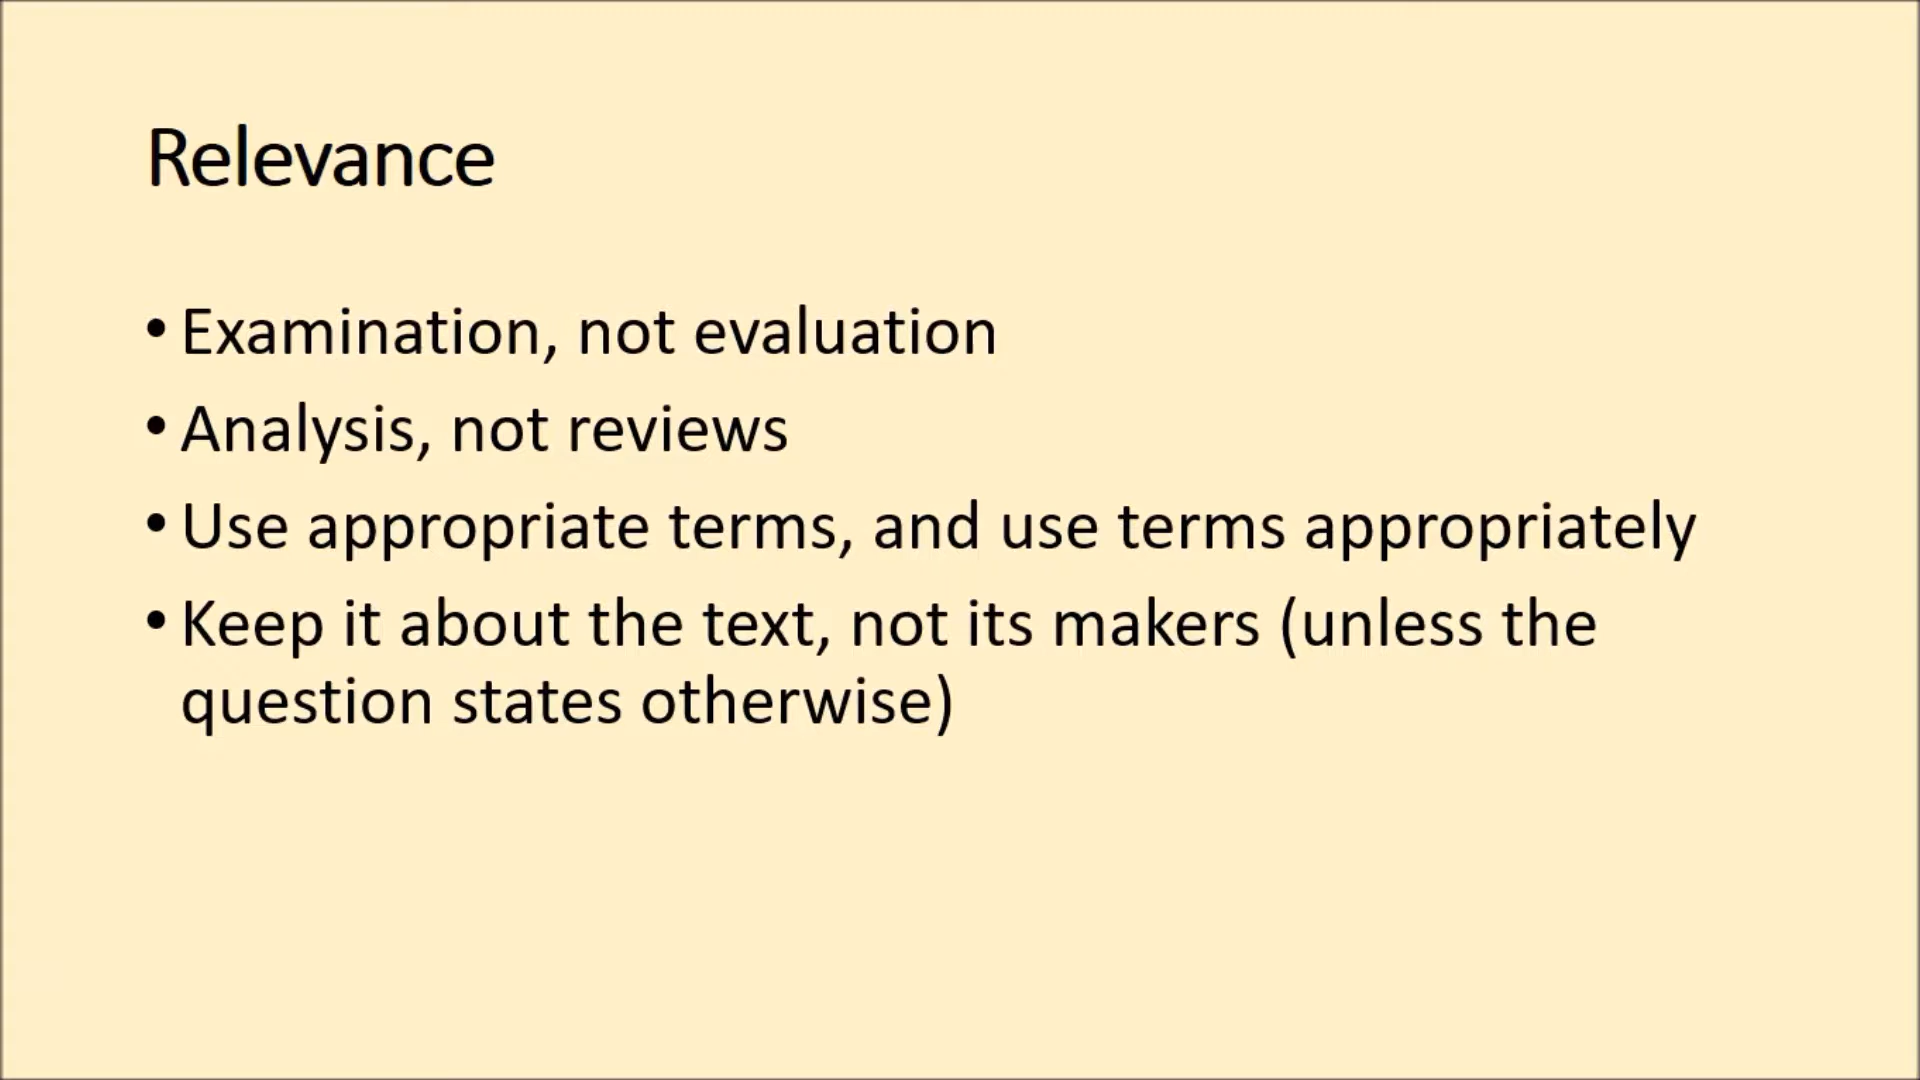 Relevance
• Examination, not evaluation
• Analysis, not reviews
• Use appropriate terms, and use terms appropriately
• Keep it about the text, not its makers (unless the
question states otherwise)